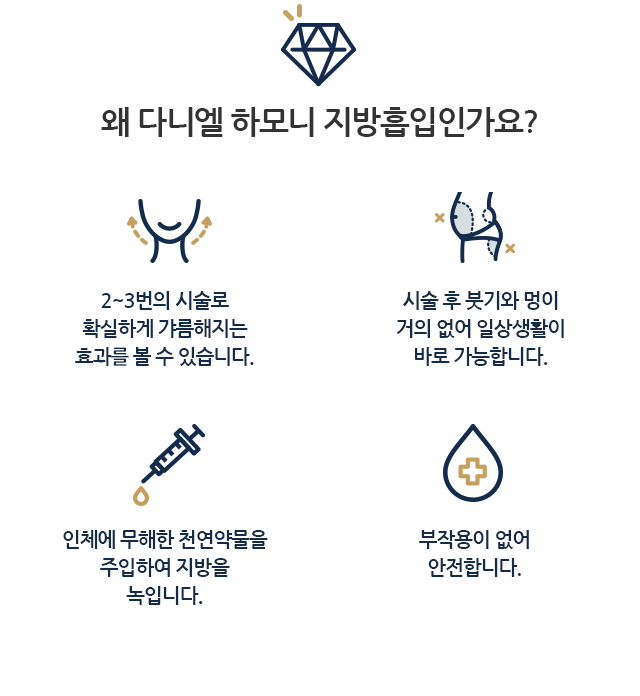 왜 다니엘 하모니 지방흡입인가요?
2~3번의 시술로
확실하게 갸름해지는
효과를 볼 수 있습니다.
시술 후 붓기와 멍이
거의 없어 일상생활이
바로 가능합니다.
인체에 무해한 천연약물을
주입하여 지방을
녹입니다.
부작용이 없어
안전합니다.